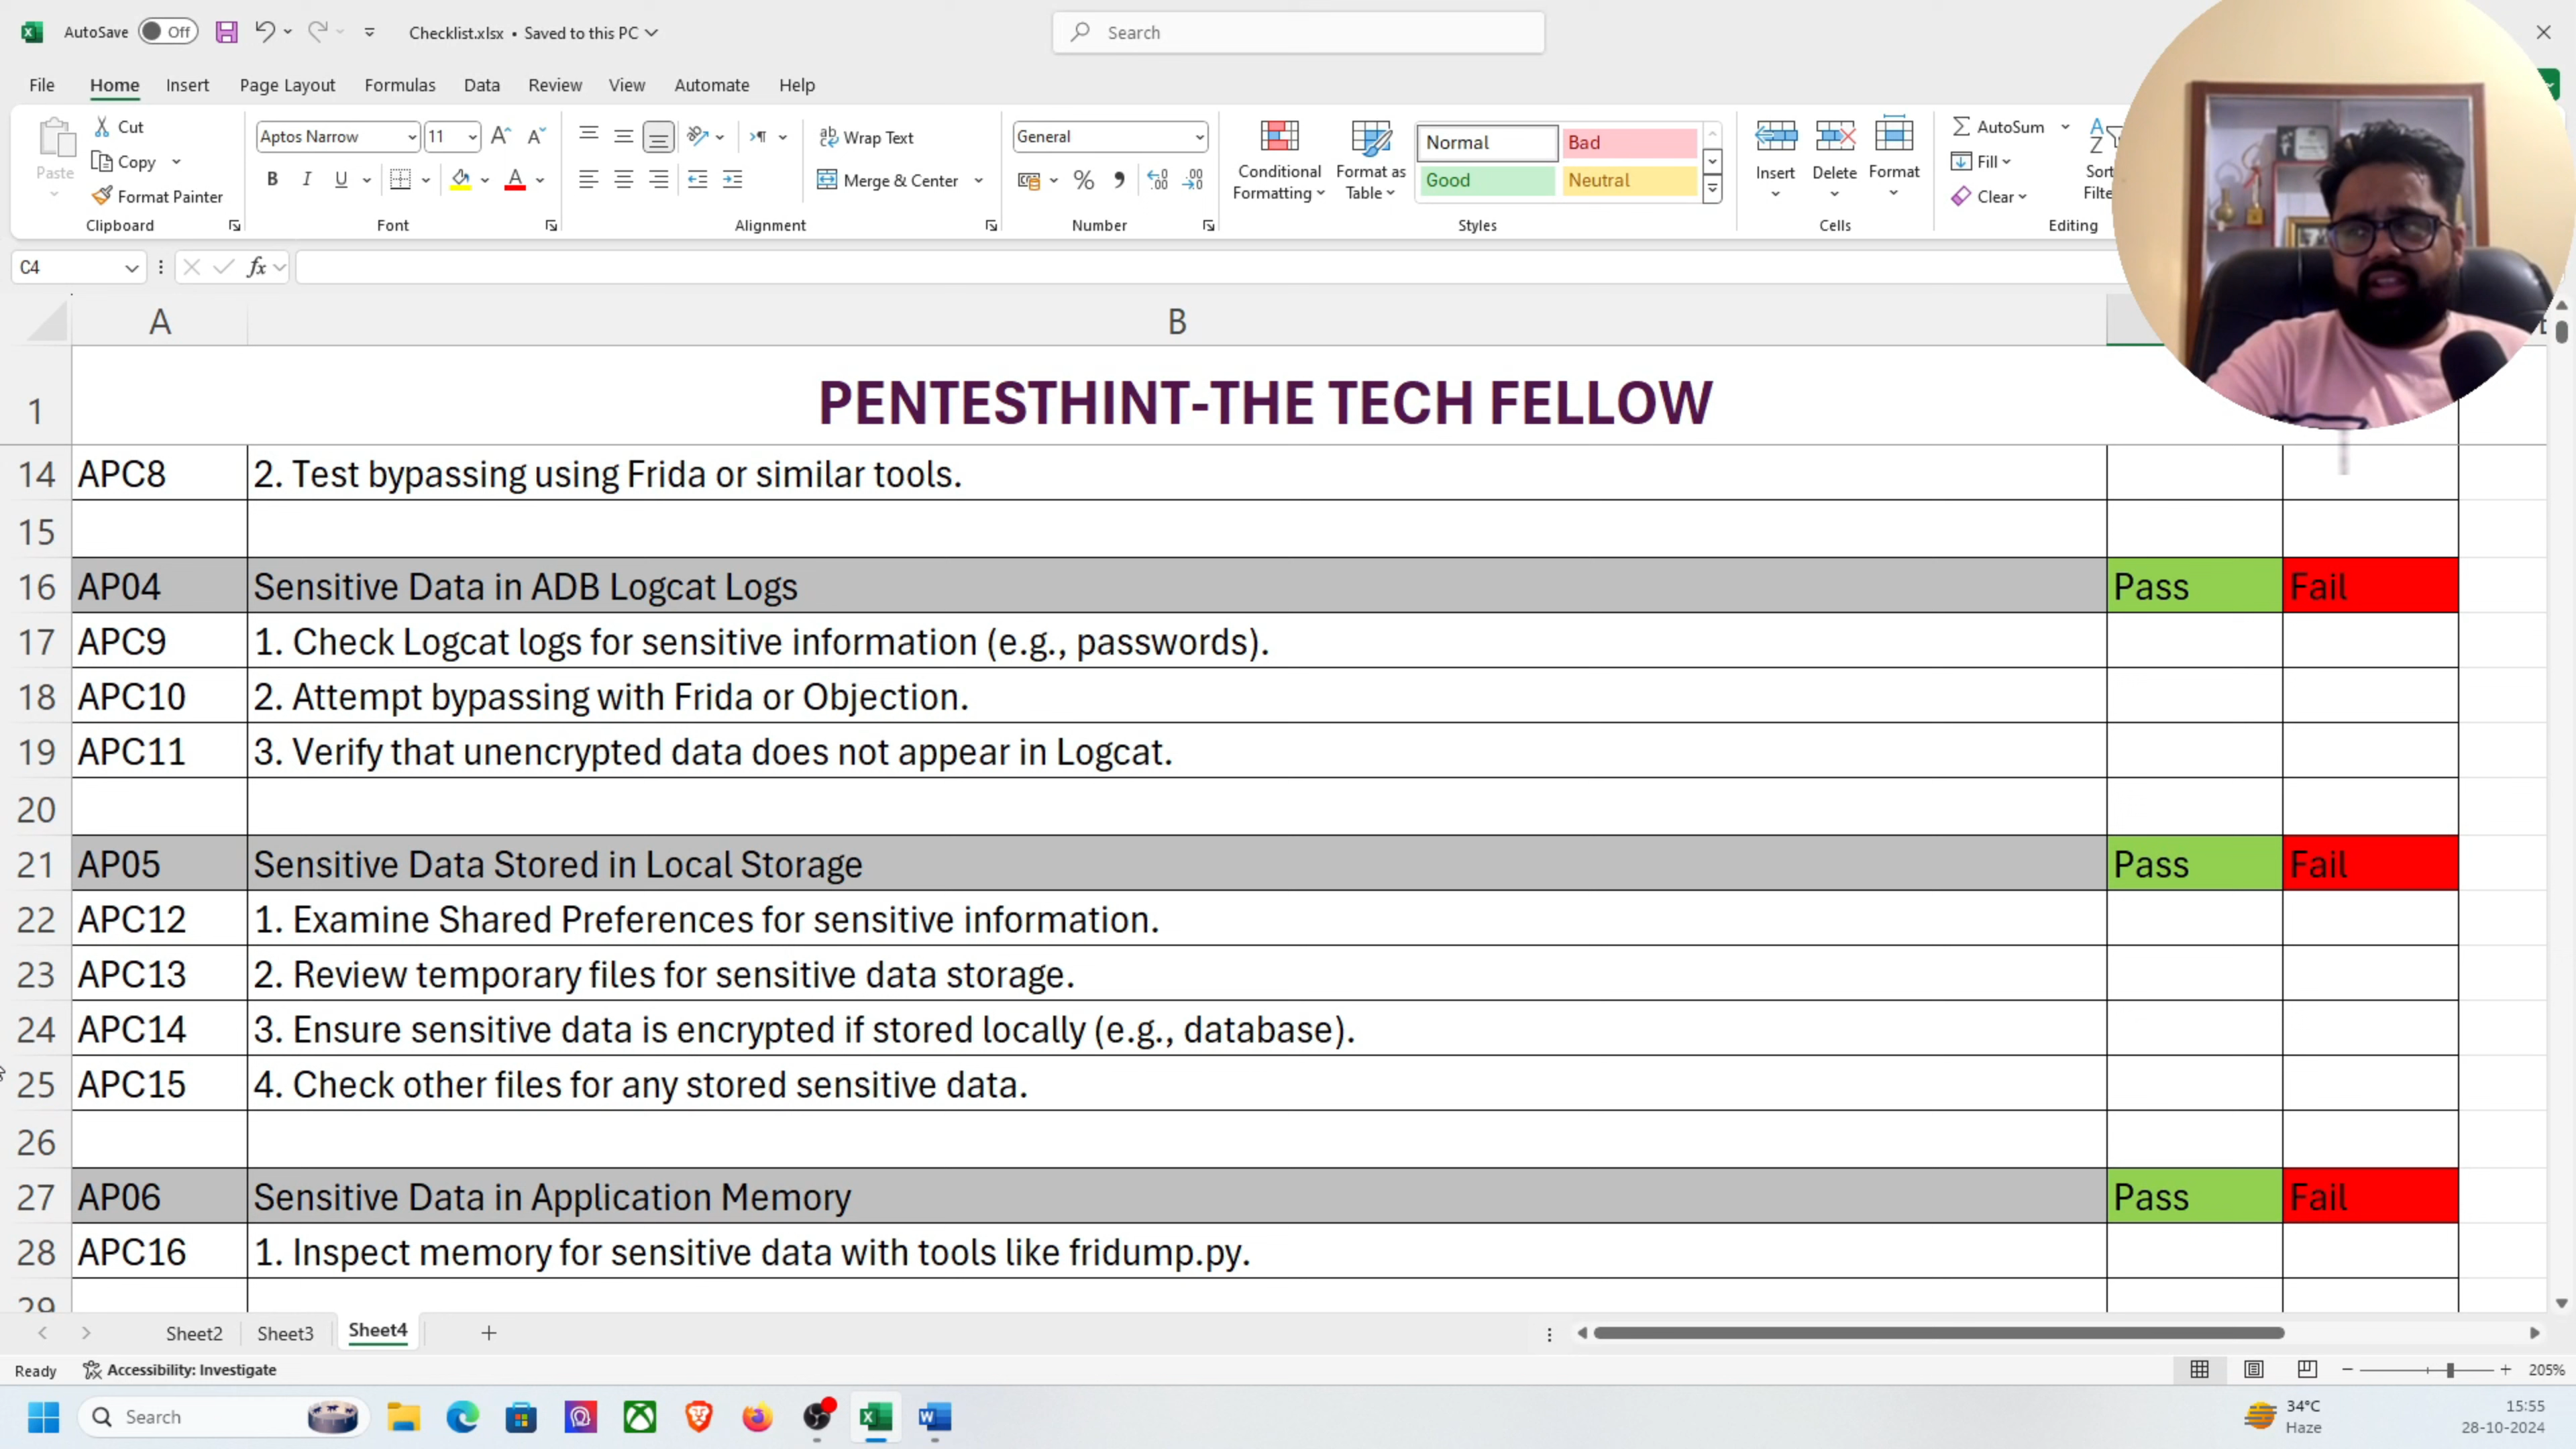 AutoSave Off Checklist.xlsx • Saved to this PC Search
File Home Insert Page Layout Formulas Data Review View Automate Help
Paste Cut Copy Format Painter Clipboard
Aptos Narrow 11 B I U Font
Wrap Text Merge & Center Alignment
General Number
Conditional Formatting Format as Table Normal Bad Good Neutral Styles
Insert Delete Format Cells
AutoSum Fill Clear Sort Editing
C4 fx
A B
1 PENTESTHINT-THE TECH FELLOW
14 APC8 2. Test bypassing using Frida or similar tools.
15
16 AP04 Sensitive Data in ADB Logcat Logs Pass Fail
17 APC9 1. Check Logcat logs for sensitive information (e.g., passwords).
18 APC10 2. Attempt bypassing with Frida or Objection.
19 APC11 3. Verify that unencrypted data does not appear in Logcat.
20
21 AP05 Sensitive Data Stored in Local Storage Pass Fail
22 APC12 1. Examine Shared Preferences for sensitive information.
23 APC13 2. Review temporary files for sensitive data storage.
24 APC14 3. Ensure sensitive data is encrypted if stored locally (e.g., database).
25 APC15 4. Check other files for any stored sensitive data.
26
27 AP06 Sensitive Data in Application Memory Pass Fail
28 APC16 1. Inspect memory for sensitive data with tools like fridump.py.
29
Sheet2 Sheet3 Sheet4
Ready Accessibility: Investigate 205%
Search 34°C Haze 15:55 28-10-2024